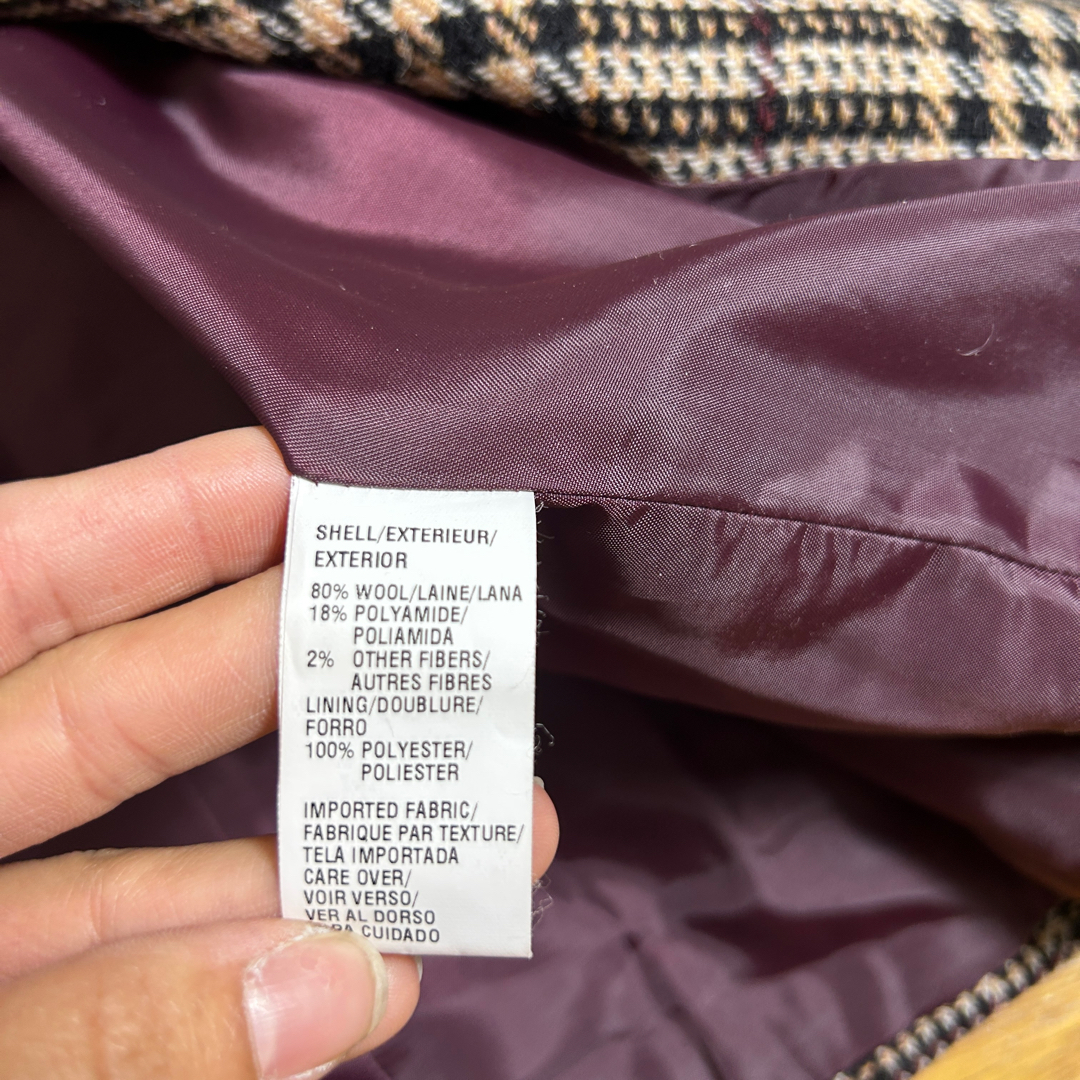 SHELL/EXTERIEUR/
EXTERIOR
80% WOOL/LAINE/LANA
18% POLYAMIDE/
POLIAMIDA
2% OTHER FIBERS/
AUTRES FIBRES
LINING/DOUBLURE/
FORRO
100% POLYESTER/
POLIESTER
IMPORTED FABRIC/
FABRIQUE PAR TEXTURE/
TELA IMPORTADA
CARE OVER/
VOIR VERSO/
VER AL DORSO
CUIDADO